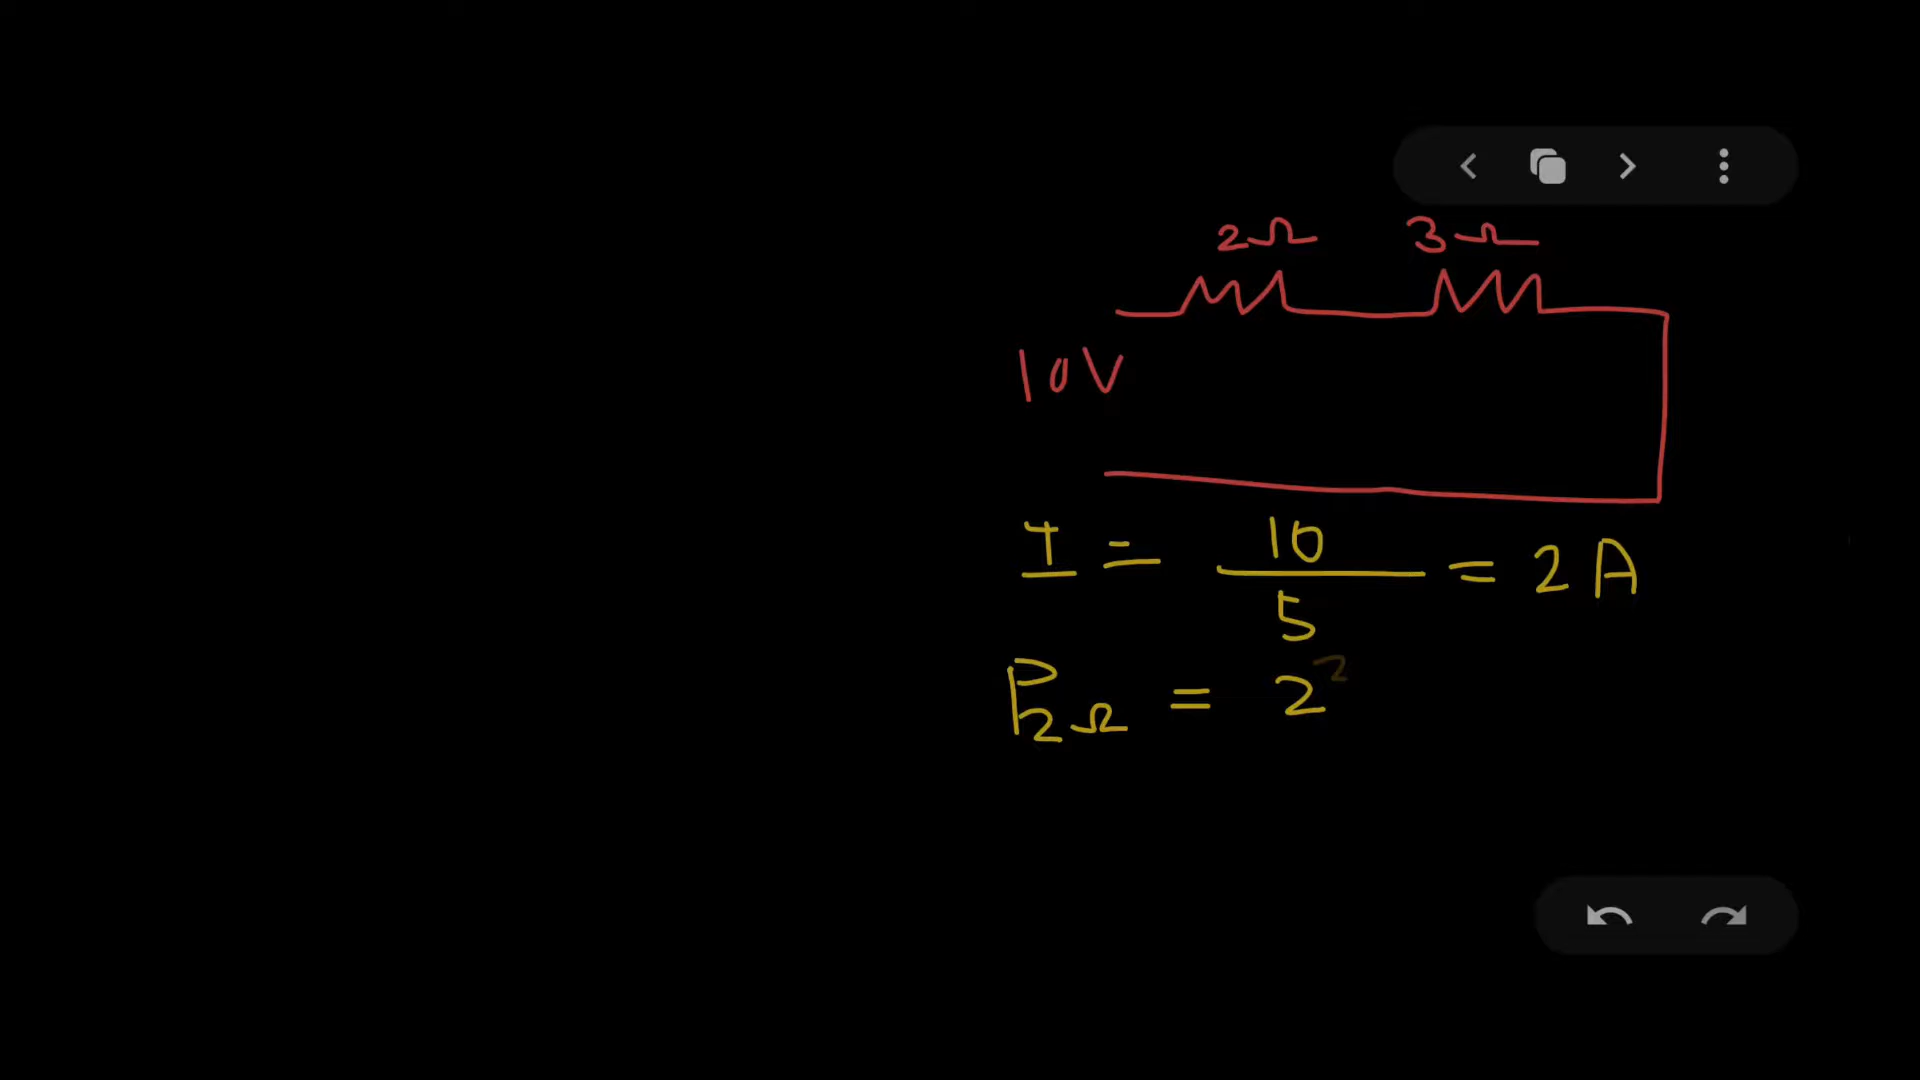 2Ω 3Ω
10V
I = 10/5 = 2A
P2Ω = 2²